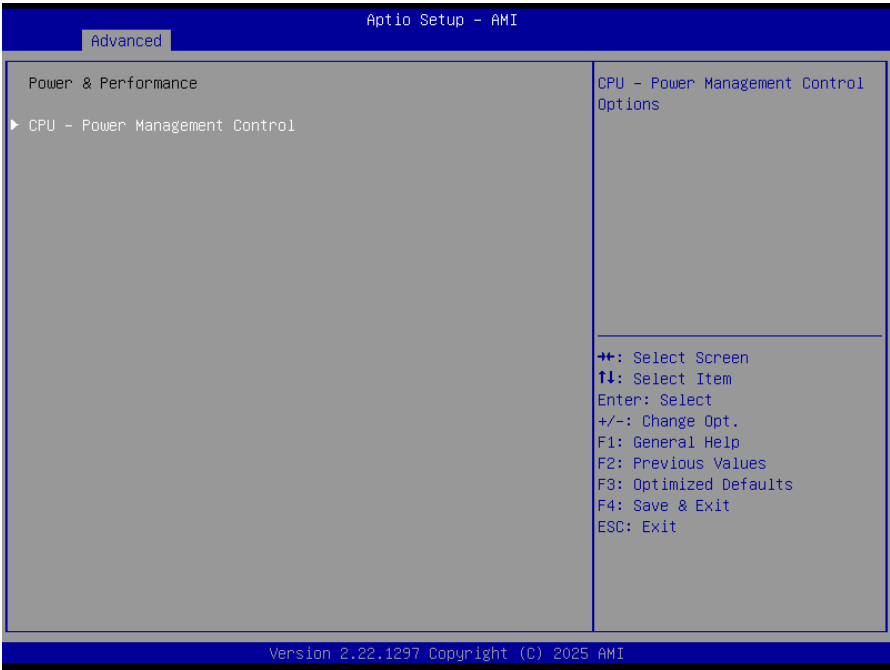 Aptio Setup – AMI
Advanced
Power & Performance
CPU – Power Management Control
CPU – Power Management Control
Options
→←: Select Screen
↑↓: Select Item
Enter: Select
+/-: Change Opt.
F1: General Help
F2: Previous Values
F3: Optimized Defaults
F4: Save & Exit
ESC: Exit
Version 2.22.1297 Copyright (C) 2025 AMI